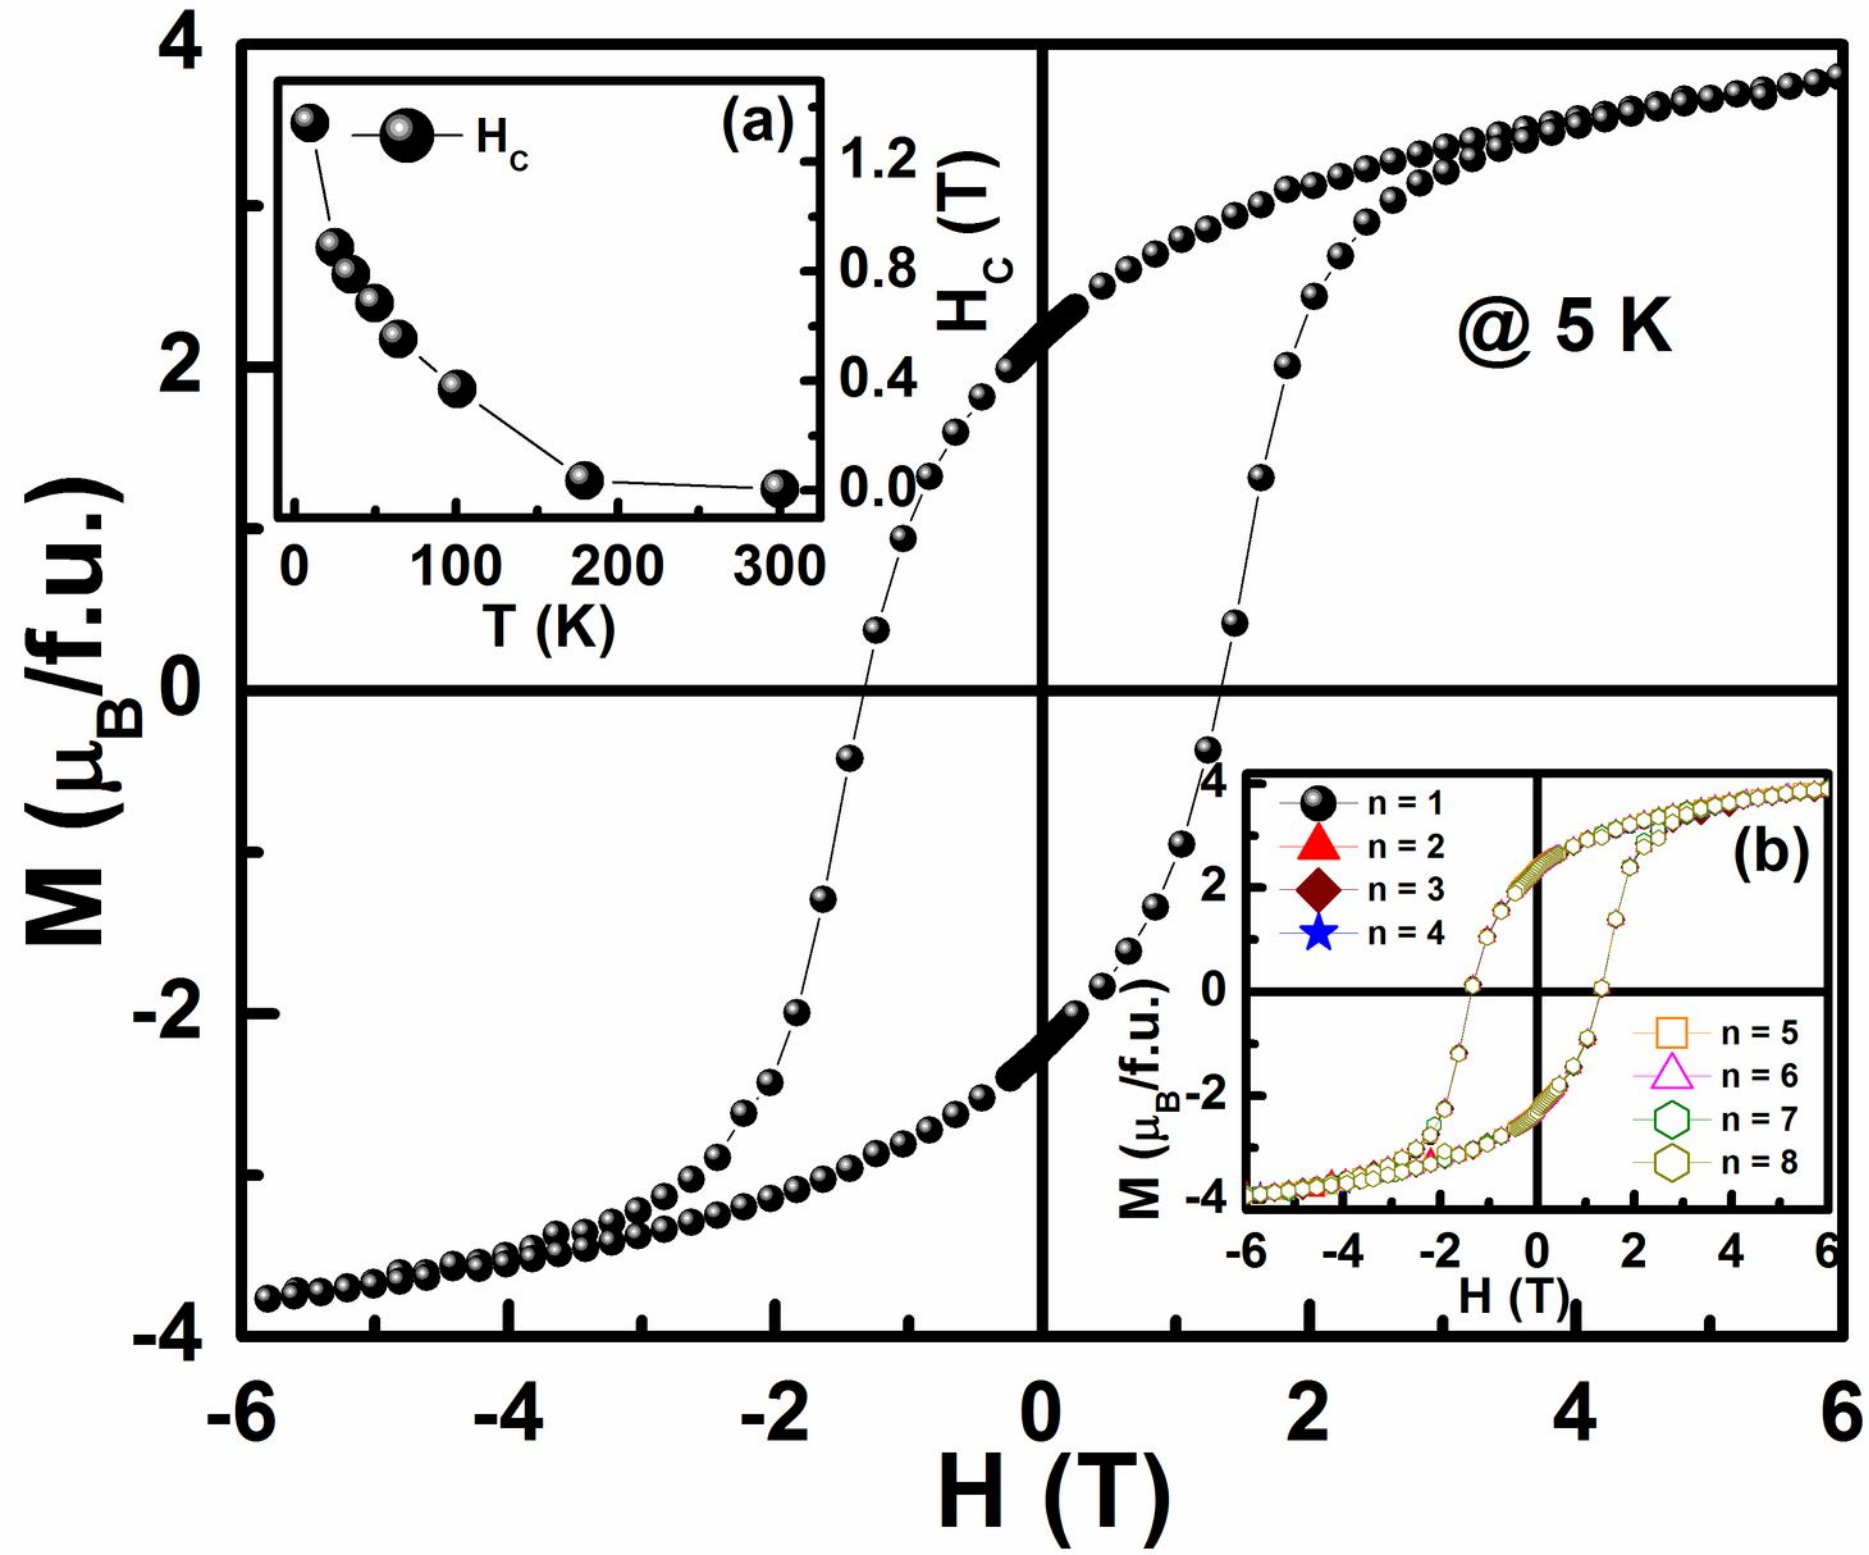 4
2
0
-2
-4
M (μB/f.u.)
-6 -4 -2 0 2 4 6
H (T)
@ 5 K
(a)
HC
1.2
0.8
0.4
0.0
HC (T)
0 100 200 300
T (K)
(b)
n = 1
n = 2
n = 3
n = 4
n = 5
n = 6
n = 7
n = 8
4
2
0
-2
-4
M (μB/f.u.)
-6 -4 -2 0 2 4 6
H (T)